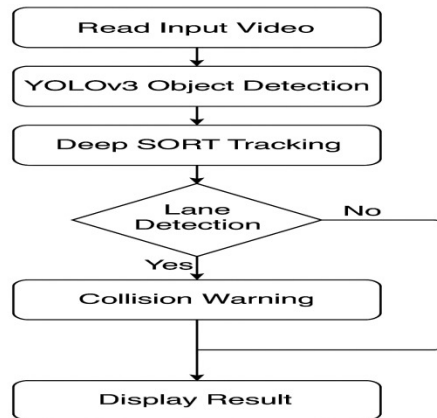 Read Input Video
YOLOv3 Object Detection
Deep SORT Tracking
Lane
Detection
No
Yes
Collision Warning
Display Result